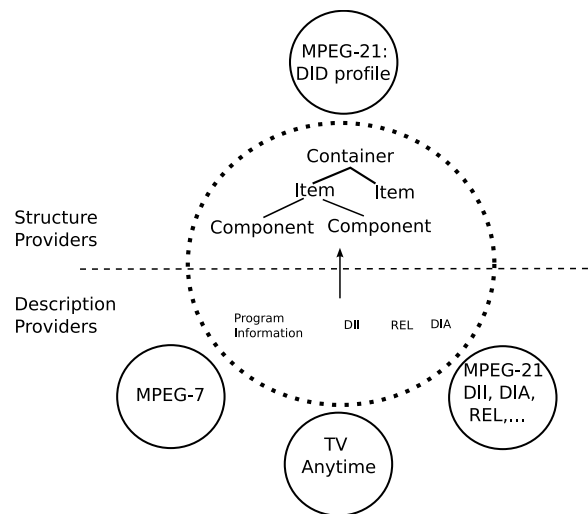 MPEG-21:
DID profile
Container
Item
Item
Component
Component
Structure
Providers
Description
Providers
Program
Information
DII
REL
DIA
MPEG-7
MPEG-21
DII, DIA,
REL,...
TV
Anytime